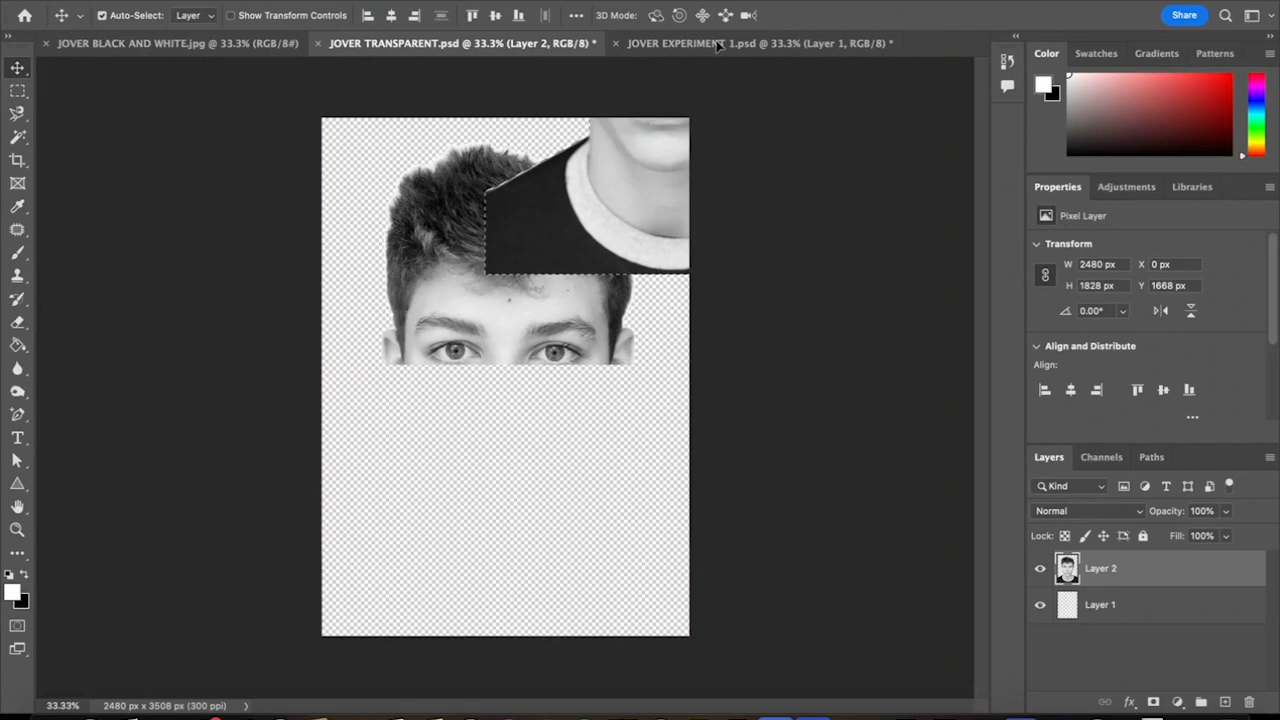 Auto-Select: Layer Show Transform Controls 3D Mode: Share
JOVER BLACK AND WHITE.jpg @ 33.3% (RGB/8#) JOVER TRANSPARENT.psd @ 33.3% (Layer 2, RGB/8) * JOVER EXPERIMENT 1.psd @ 33.3% (Layer 1, RGB/8) *
Color Swatches Gradients Patterns
Properties Adjustments Libraries
Pixel Layer
Transform
W 2480 px X 0 px
H 1828 px Y 1668 px
0.00°
Align and Distribute
Align:
Layers Channels Paths
Kind
Normal Opacity: 100%
Lock: Fill: 100%
Layer 2
Layer 1
33.33% 2480 px x 3508 px (300 ppi)